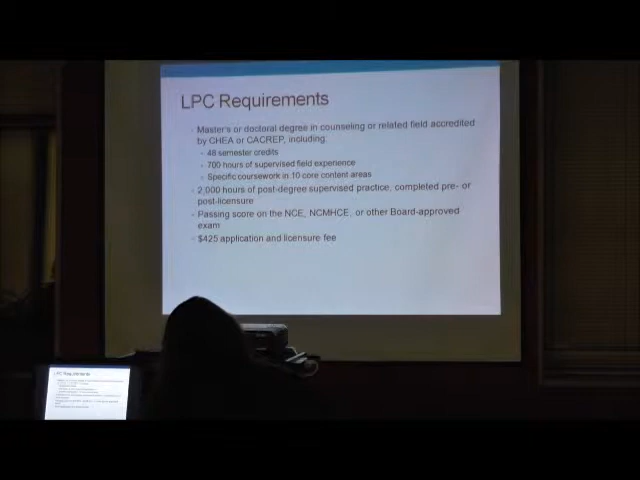 LPC Requirements
Master's or doctoral degree in counseling or related field accredited
by CHEA or CACREP, including:
48 semester credits
700 hours of supervised field experience
Specific coursework in 10 core content areas
2,000 hours of post-degree supervised practice, completed pre- or
post-licensure
Passing score on the NCE, NCMHCE, or other Board-approved
exam
$425 application and licensure fee
LPC Requirements